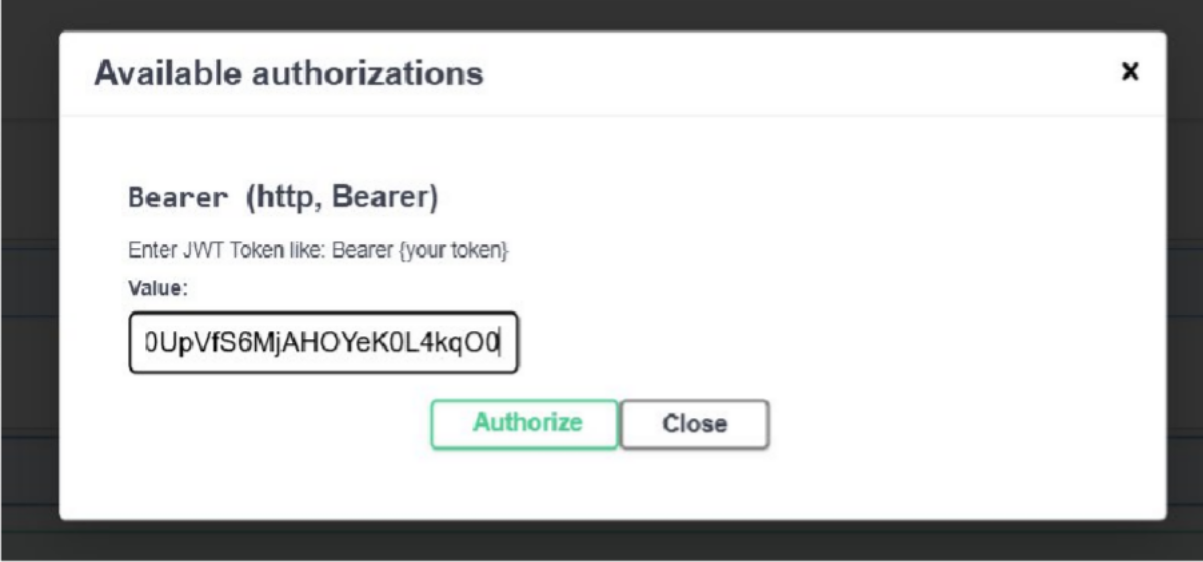 Available authorizations x
Bearer (http, Bearer)
Enter JWT Token like: Bearer {your token}
Value:
0UpVfS6MjAHOYeK0L4kqO0
Authorize Close